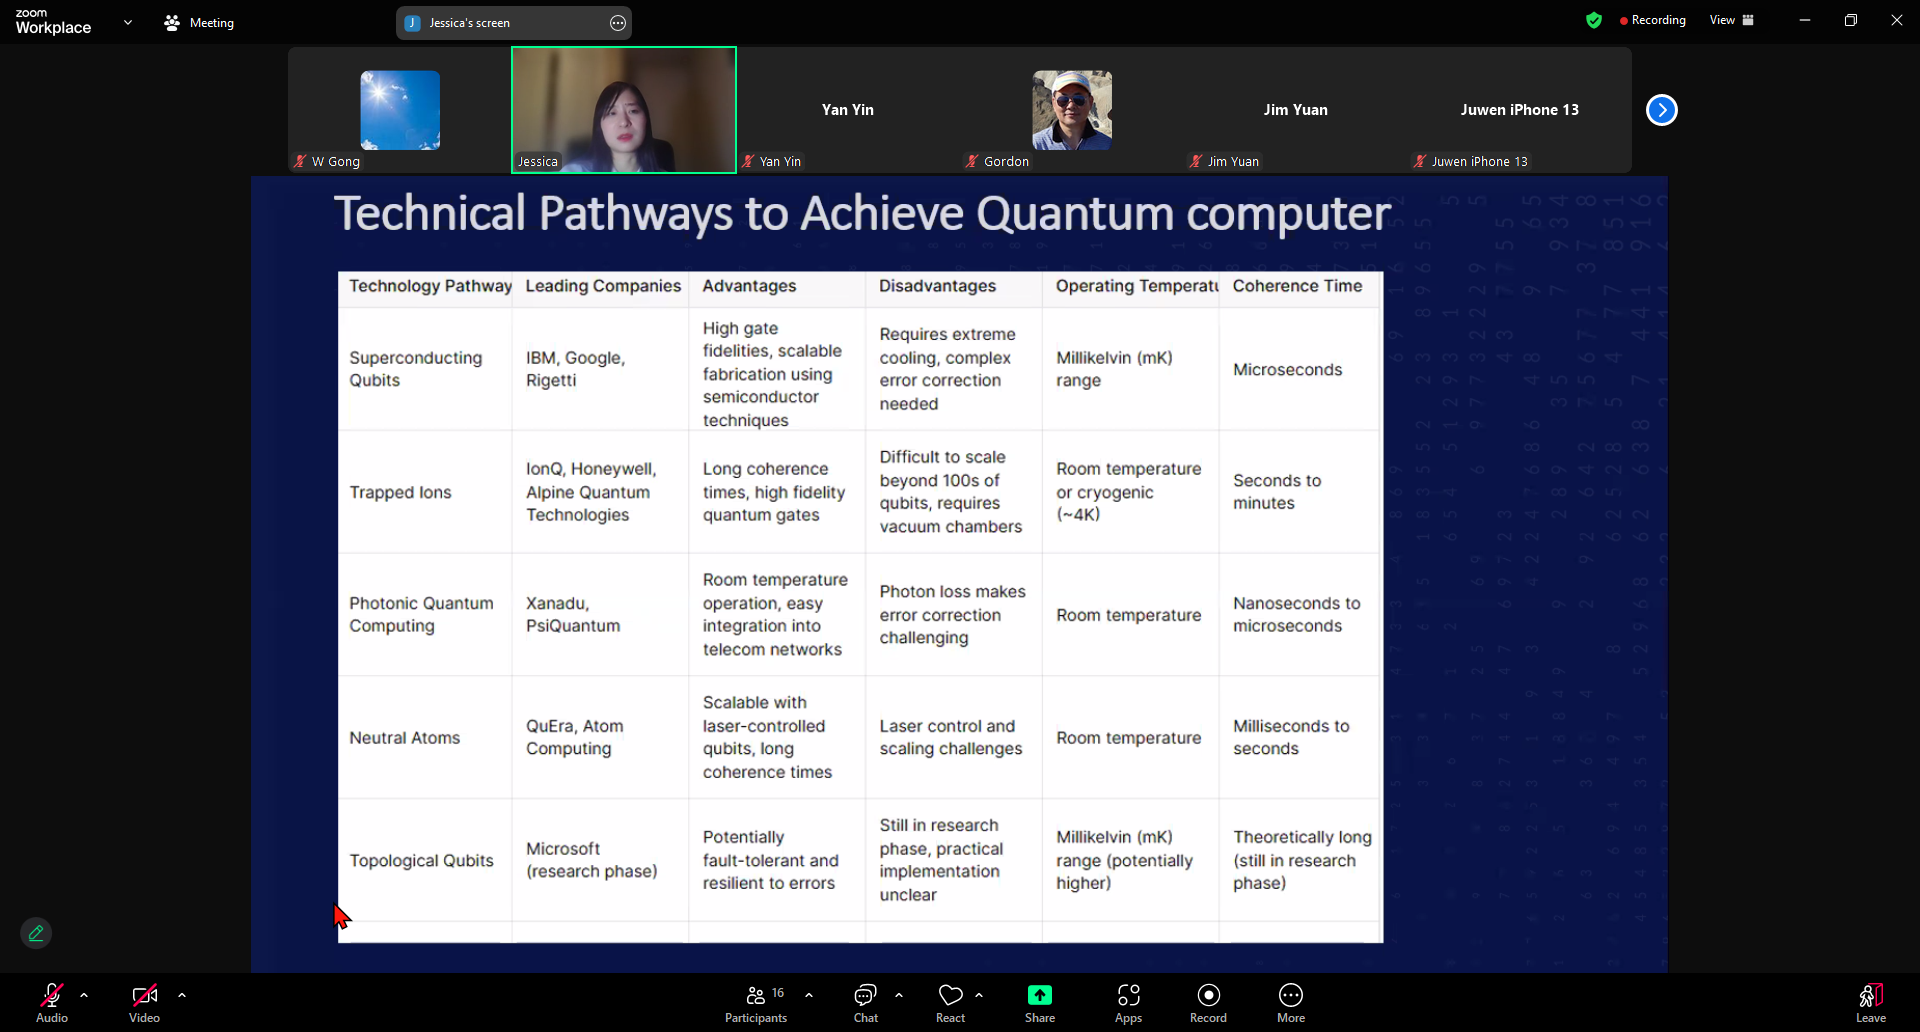 zoom
Workplace
Meeting
J Jessica's screen
Recording
View
W Gong
Jessica
Yan Yin
Yan Yin
Gordon
Jim Yuan
Jim Yuan
Juwen iPhone 13
Juwen iPhone 13
Technical Pathways to Achieve Quantum computer
Technology Pathway
Leading Companies
Advantages
Disadvantages
Operating Temperatu
Coherence Time
Superconducting
Qubits
IBM, Google,
Rigetti
High gate
fidelities, scalable
fabrication using
semiconductor
techniques
Requires extreme
cooling, complex
error correction
needed
Millikelvin (mK)
range
Microseconds
Trapped Ions
IonQ, Honeywell,
Alpine Quantum
Technologies
Long coherence
times, high fidelity
quantum gates
Difficult to scale
beyond 100s of
qubits, requires
vacuum chambers
Room temperature
or cryogenic
(~4K)
Seconds to
minutes
Photonic Quantum
Computing
Xanadu,
PsiQuantum
Room temperature
operation, easy
integration into
telecom networks
Photon loss makes
error correction
challenging
Room temperature
Nanoseconds to
microseconds
Neutral Atoms
QuEra, Atom
Computing
Scalable with
laser-controlled
qubits, long
coherence times
Laser control and
scaling challenges
Room temperature
Milliseconds to
seconds
Topological Qubits
Microsoft
(research phase)
Potentially
fault-tolerant and
resilient to errors
Still in research
phase, practical
implementation
unclear
Millikelvin (mK)
range (potentially
higher)
Theoretically long
(still in research
phase)
Audio
Video
16
Participants
Chat
React
Share
Apps
Record
More
Leave